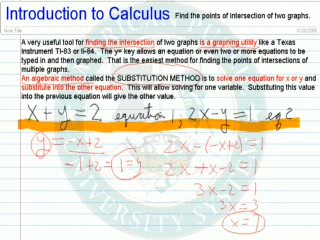 Introduction to Calculus Find the points of intersection of two graphs.
Note Title
A very useful tool for finding the intersection of two graphs is a graphing utility like a Texas
Instrument TI-83 or ti-84. The y= key allows an equation or even two or more equations to be
typed in and then graphed. That is the easiest method for finding the points of intersections of
multiple graphs.
An algebraic method called the SUBSTITUTION METHOD is to solve one equation for x or y and
substitute into the other equation. This will allow for solving one variable. Substituting this value
into the previous equation will give the other value.
x + y = 2 equation 1, 2x - y = 1 eq 2
y = -x + 2
-1 + 2 = 1 = y
2x - (-x + 2) = 1
2x + x - 2 = 1
3x - 2 = 1
3x = 3
x = 1